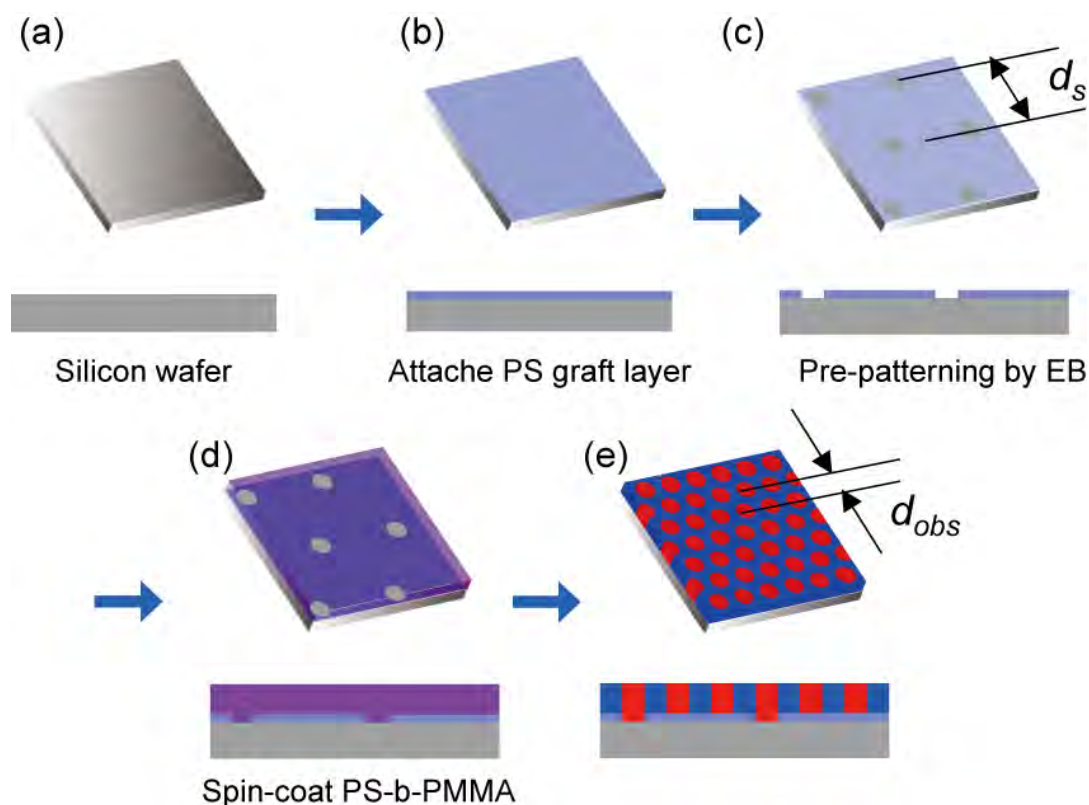 (a)
(b)
(c)
d_s
Silicon wafer
Attache PS graft layer
Pre-patterning by EB
(d)
(e)
d_obs
Spin-coat PS-b-PMMA